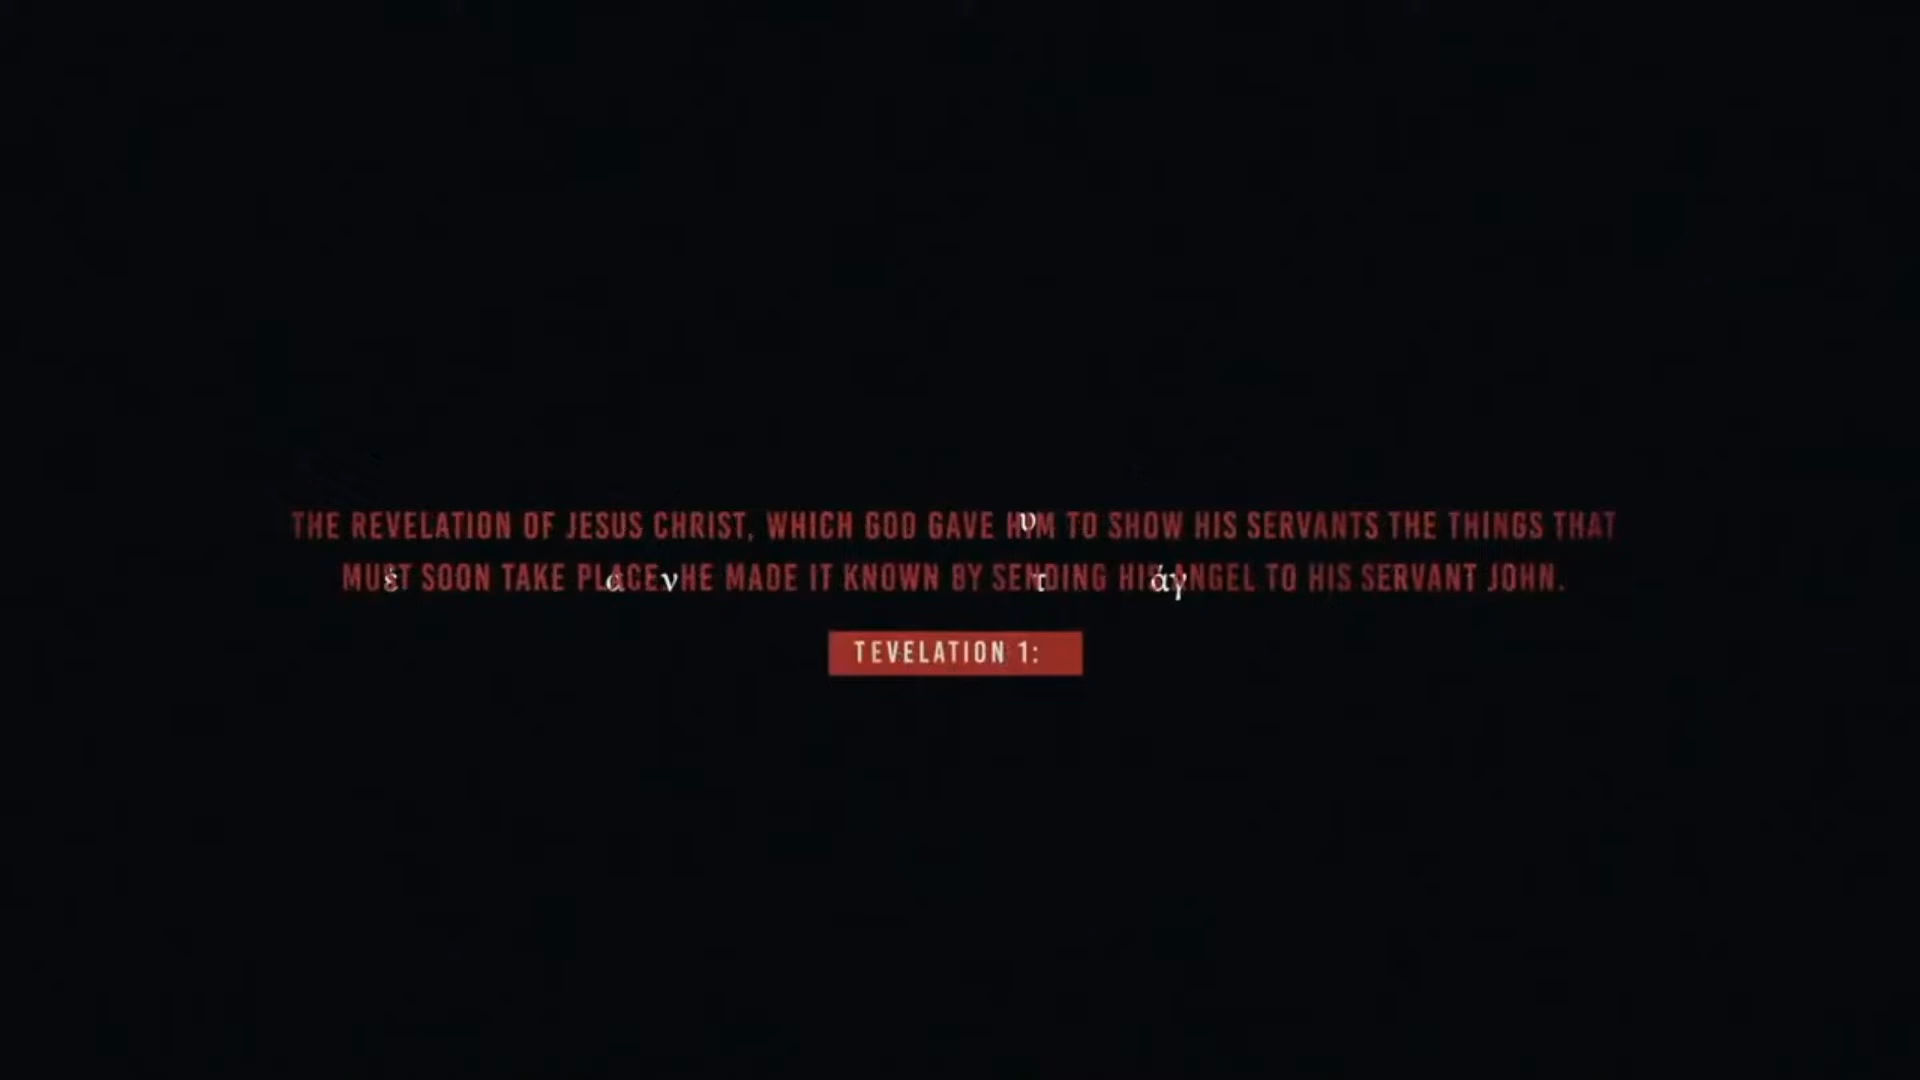 THE REVELATION OF JESUS CHRIST, WHICH GOD GAVE HυM TO SHOW HIS SERVANTS THE THINGS THAT
MUST SOON TAKE PLACE. HE MADE IT KNOWN BY SENDING HIS ANGEL TO HIS SERVANT JOHN.
TEVELATION 1: